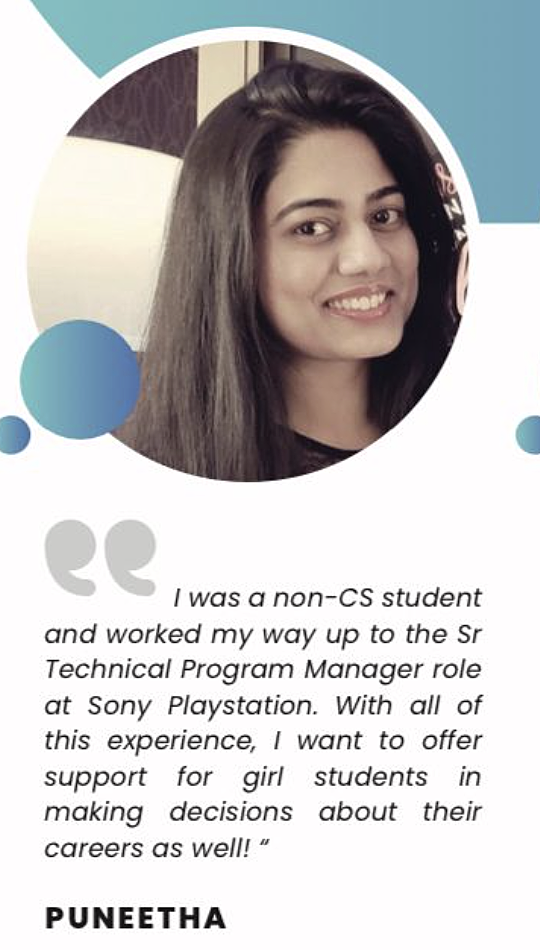 I was a non-CS student
and worked my way up to the Sr
Technical Program Manager role
at Sony Playstation. With all of
this experience, I want to offer
support for girl students in
making decisions about their
careers as well! “
PUNEETHA